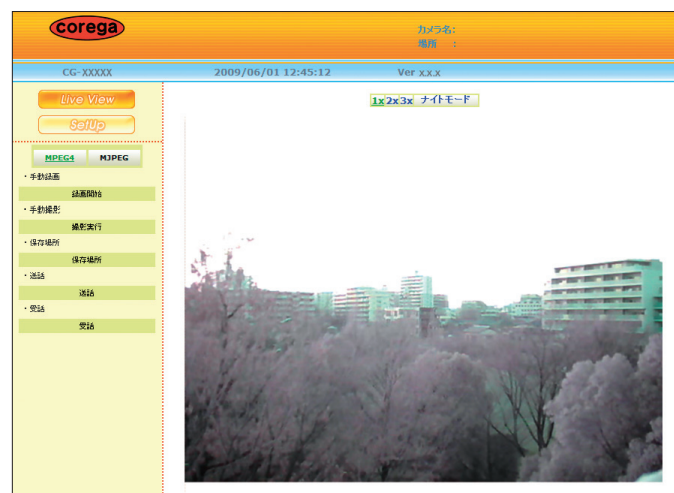 corega
カメラ名:
場所 :
CG-XXXXX 2009/06/01 12:45:12 Ver x.x.x
Live View
SetUp
1x 2x 3x ナイトモード
MPEG4 MJPEG
・手動録画
録画開始
・手動撮影
撮影実行
・保存場所
保存場所
・送話
送話
・受話
受話